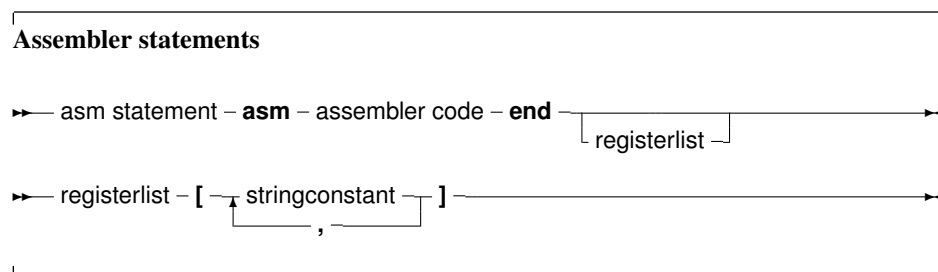 Assembler statements
asm statement – asm – assembler code – end
registerlist
registerlist – [ stringconstant ]
,